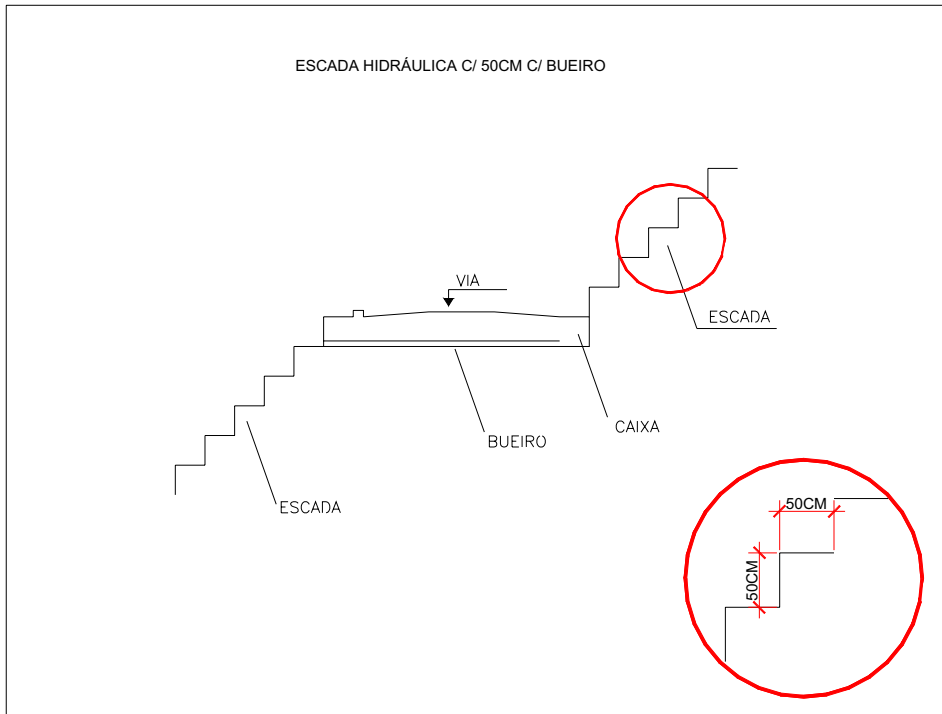 ESCADA HIDRÁULICA C/ 50CM C/ BUEIRO
VIA
ESCADA
CAIXA
BUEIRO
ESCADA
50CM
50CM